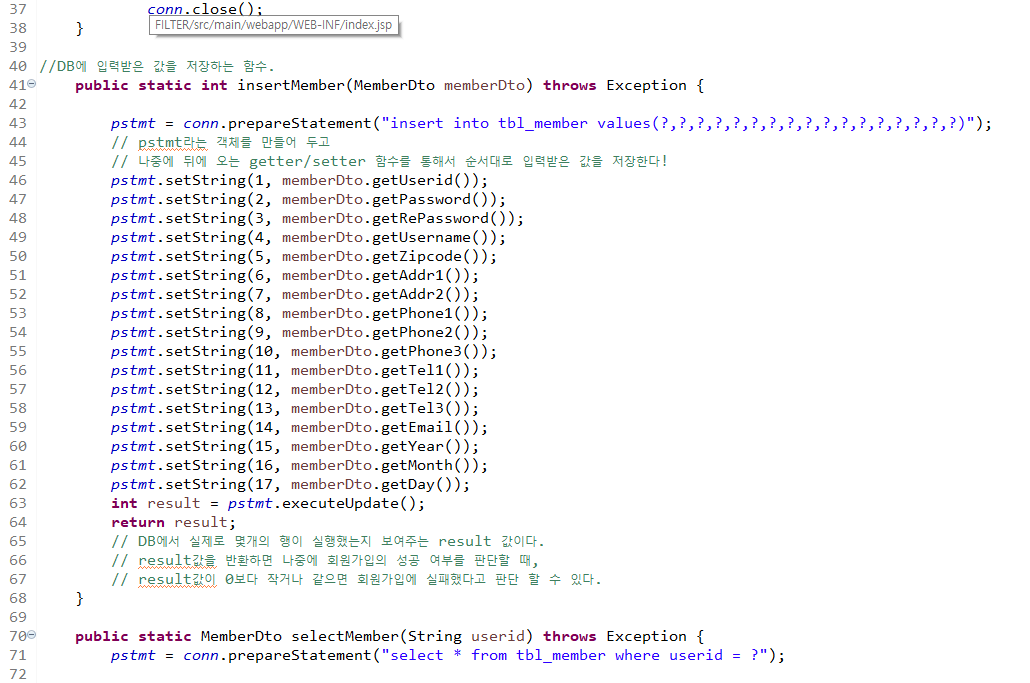 37 conn.close();
FILTER/src/main/webapp/WEB-INF/index.jsp
38 }
39
40 //DB에 입력받은 값을 저장하는 함수.
41 public static int insertMember(MemberDto memberDto) throws Exception {
42
43 pstmt = conn.prepareStatement("insert into tbl_member values(?,?,?,?,?,?,?,?,?,?,?,?,?,?,?,?,?)");
44 // pstmt라는 객체를 만들어 두고
45 // 나중에 뒤에 오는 getter/setter 함수를 통해서 순서대로 입력받은 값을 저장한다!
46 pstmt.setString(1, memberDto.getUserid());
47 pstmt.setString(2, memberDto.getPassword());
48 pstmt.setString(3, memberDto.getRePassword());
49 pstmt.setString(4, memberDto.getUsername());
50 pstmt.setString(5, memberDto.getZipcode());
51 pstmt.setString(6, memberDto.getAddr1());
52 pstmt.setString(7, memberDto.getAddr2());
53 pstmt.setString(8, memberDto.getPhone1());
54 pstmt.setString(9, memberDto.getPhone2());
55 pstmt.setString(10, memberDto.getPhone3());
56 pstmt.setString(11, memberDto.getTel1());
57 pstmt.setString(12, memberDto.getTel2());
58 pstmt.setString(13, memberDto.getTel3());
59 pstmt.setString(14, memberDto.getEmail());
60 pstmt.setString(15, memberDto.getYear());
61 pstmt.setString(16, memberDto.getMonth());
62 pstmt.setString(17, memberDto.getDay());
63 int result = pstmt.executeUpdate();
64 return result;
65 // DB에서 실제로 몇개의 행이 실행했는지 보여주는 result 값이다.
66 // result값을 반환하면 나중에 회원가입의 성공 여부를 판단할 때,
67 // result값이 0보다 작거나 같으면 회원가입에 실패했다고 판단 할 수 있다.
68 }
69
70 public static MemberDto selectMember(String userid) throws Exception {
71 pstmt = conn.prepareStatement("select * from tbl_member where userid = ?");
72